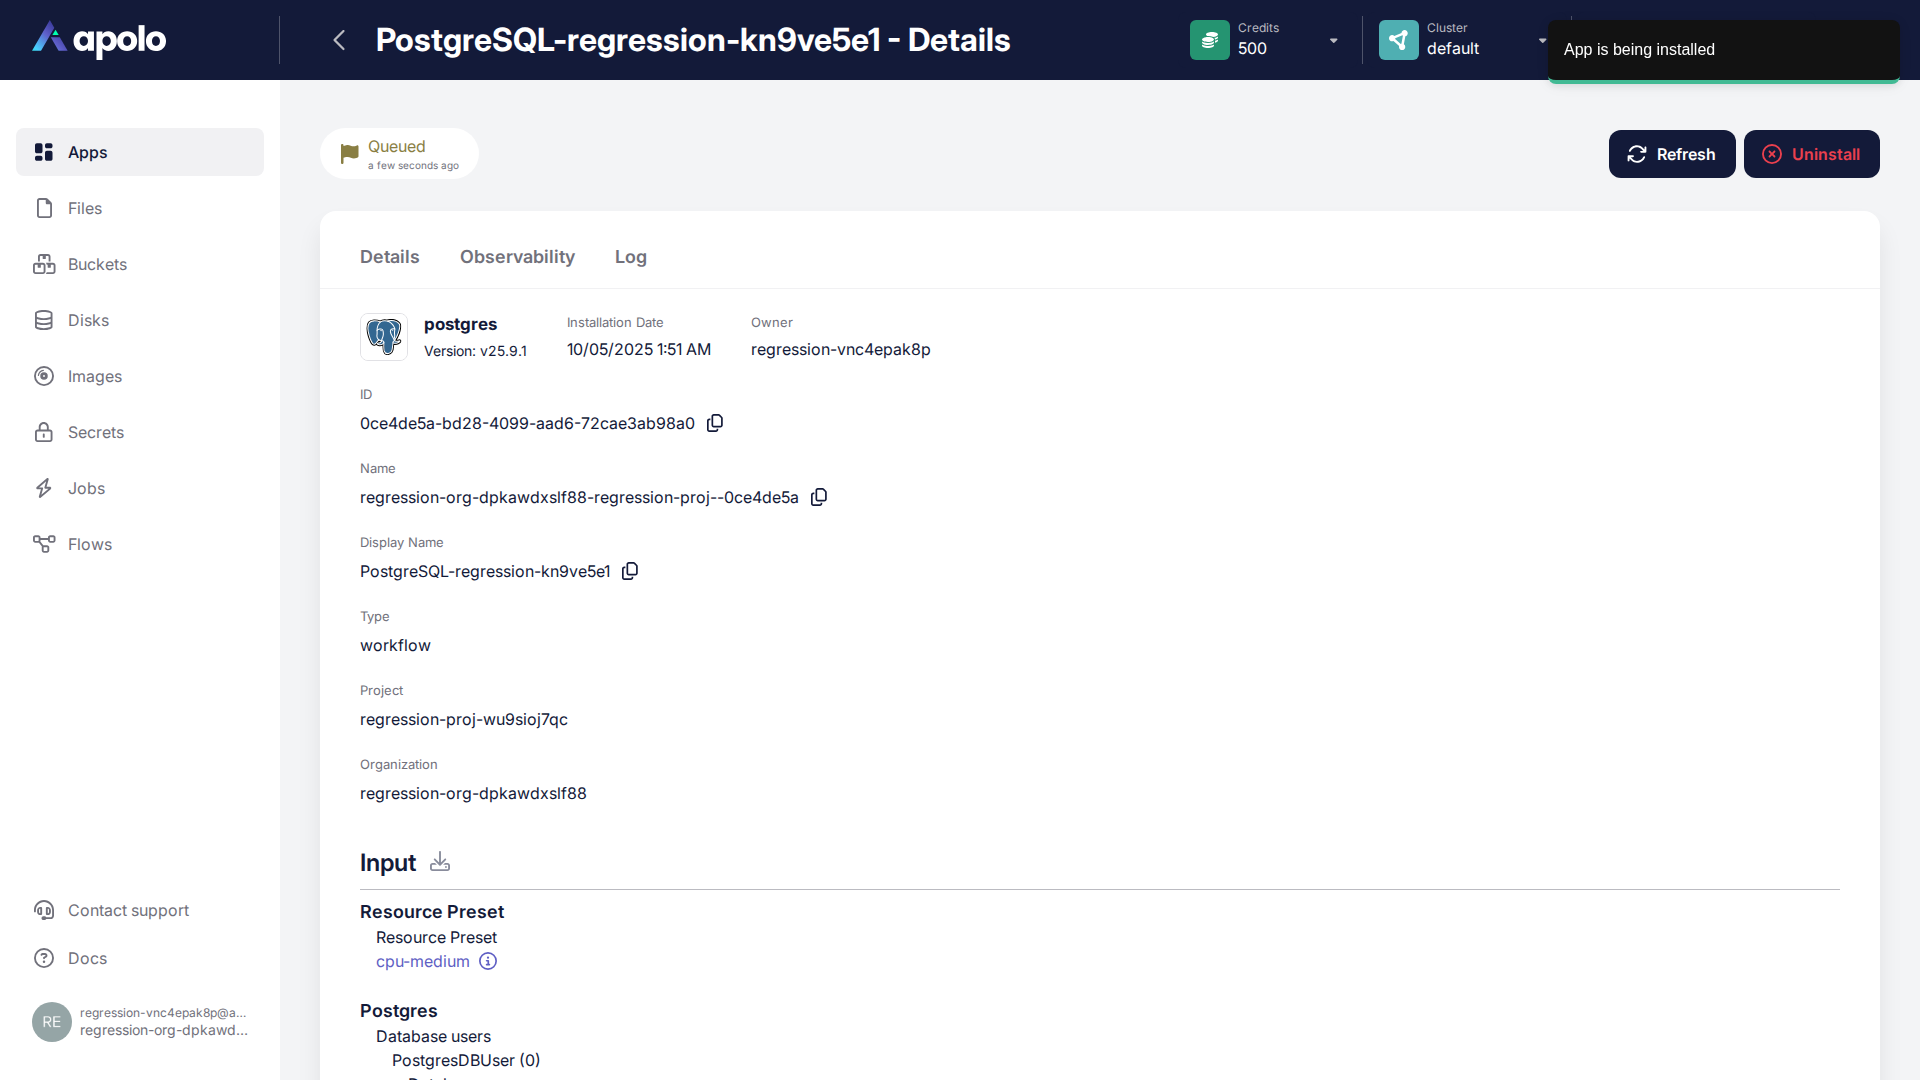 apolo
PostgreSQL-regression-kn9ve5e1 - Details
Credits
500
Cluster
default
App is being installed
Apps
Files
Buckets
Disks
Images
Secrets
Jobs
Flows
Contact support
Docs
RE
regression-vnc4epak8p@a...
regression-org-dpkawd...
Queued
a few seconds ago
Refresh
Uninstall
Details
Observability
Log
postgres
Version: v25.9.1
Installation Date
10/05/2025 1:51 AM
Owner
regression-vnc4epak8p
ID
0ce4de5a-bd28-4099-aad6-72cae3ab98a0
Name
regression-org-dpkawdxslf88-regression-proj--0ce4de5a
Display Name
PostgreSQL-regression-kn9ve5e1
Type
workflow
Project
regression-proj-wu9sioj7qc
Organization
regression-org-dpkawdxslf88
Input
Resource Preset
Resource Preset
cpu-medium
Postgres
Database users
PostgresDBUser (0)